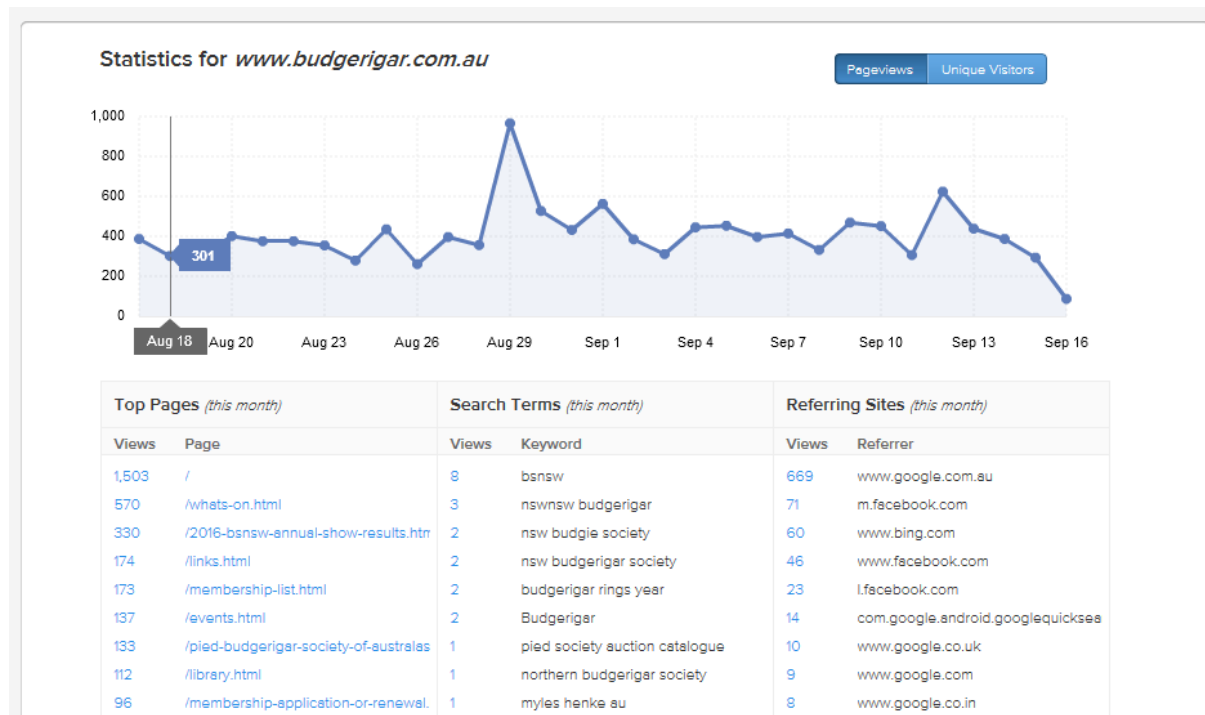 Statistics for www.budgerigar.com.au
Pageviews Unique Visitors
1,000
800
600
400
200
0
301
Aug 18 Aug 20 Aug 23 Aug 26 Aug 29 Sep 1 Sep 4 Sep 7 Sep 10 Sep 13 Sep 16
Top Pages (this month) Search Terms (this month) Referring Sites (this month)
Views Page Views Keyword Views Referrer
1,503 / 8 bsnsw 669 www.google.com.au
570 /whats-on.html 3 nswnsw budgerigar 71 m.facebook.com
330 /2016-bsnsw-annual-show-results.htm 2 nsw budgie society 60 www.bing.com
174 /links.html 2 nsw budgerigar society 46 www.facebook.com
173 /membership-list.html 2 budgerigar rings year 23 l.facebook.com
137 /events.html 2 Budgerigar 14 com.google.android.googlequicksea
133 /pied-budgerigar-society-of-australas 1 pied society auction catalogue 10 www.google.co.uk
112 /library.html 1 northern budgerigar society 9 www.google.com
96 /membership-application-or-renewal. 1 myles henke au 8 www.google.co.in